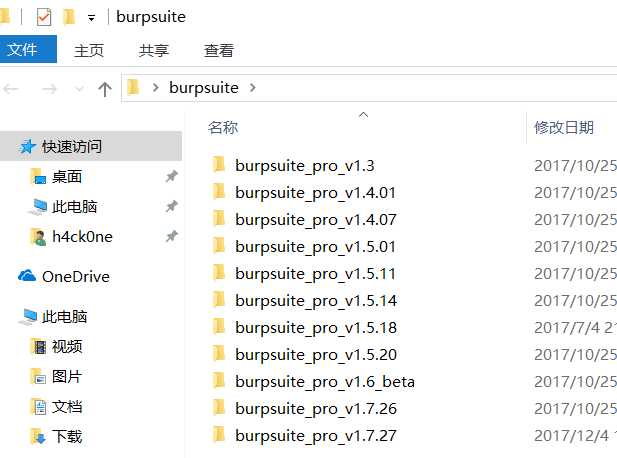 burpsuite
文件 主页 共享 查看
burpsuite
名称 修改日期
快速访问
桌面
此电脑
h4ck0ne
OneDrive
此电脑
视频
图片
文档
下载
burpsuite_pro_v1.3 2017/10/25
burpsuite_pro_v1.4.01 2017/10/25
burpsuite_pro_v1.4.07 2017/10/25
burpsuite_pro_v1.5.01 2017/10/25
burpsuite_pro_v1.5.11 2017/10/25
burpsuite_pro_v1.5.14 2017/10/25
burpsuite_pro_v1.5.18 2017/7/4 21
burpsuite_pro_v1.5.20 2017/10/25
burpsuite_pro_v1.6_beta 2017/10/25
burpsuite_pro_v1.7.26 2017/10/25
burpsuite_pro_v1.7.27 2017/12/4 1